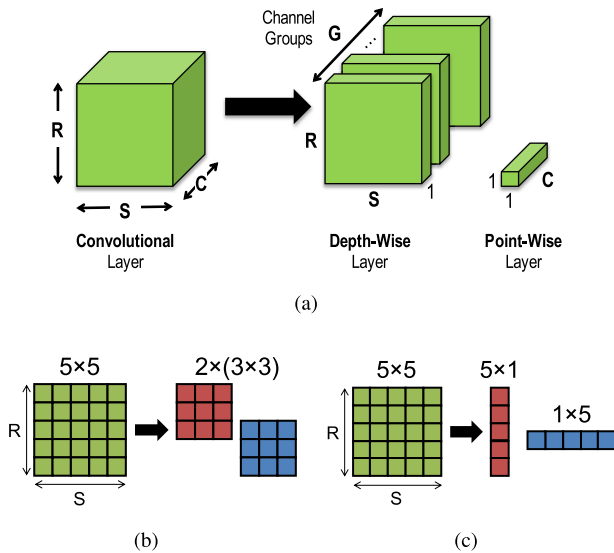 Channel
Groups
G
...
R
C
S
Convolutional
Layer
R
S
1
Depth-Wise
Layer
1
1
C
Point-Wise
Layer
(a)
5×5
2×(3×3)
R
S
(b)
5×5
5×1
1×5
R
S
(c)